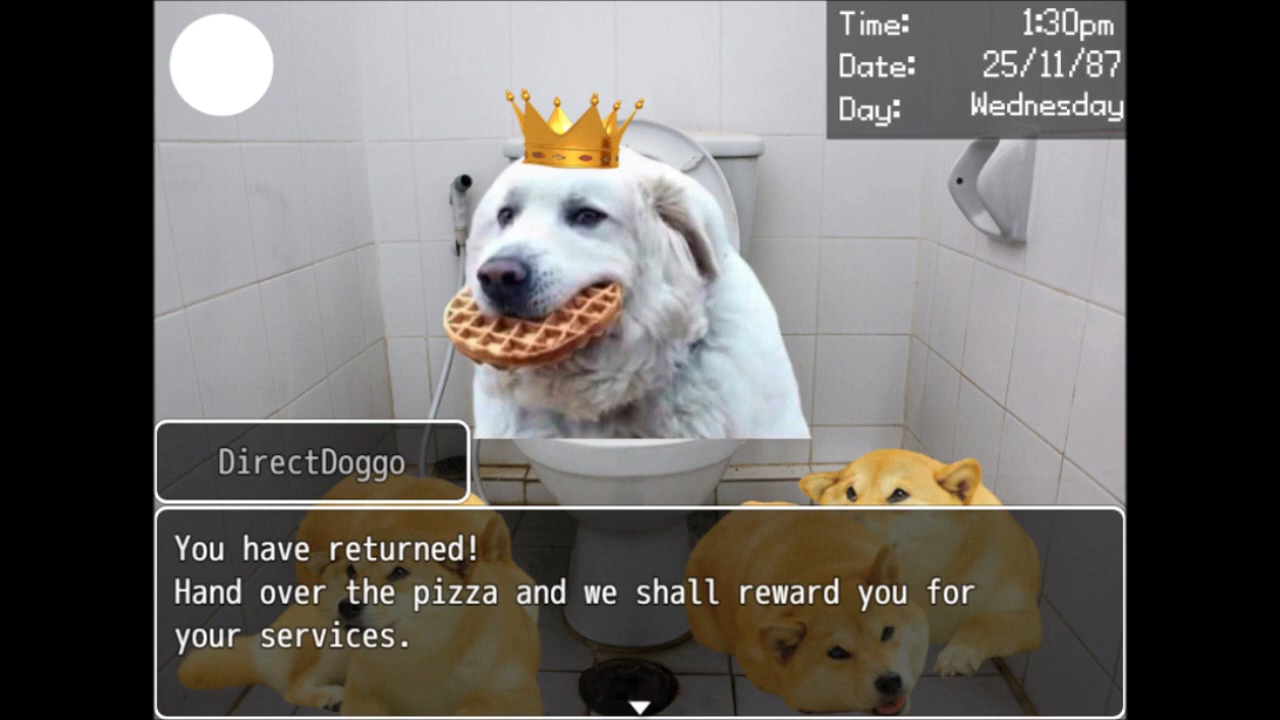 Time: 1:30pm
Date: 25/11/87
Day: Wednesday
DirectDoggo
You have returned!
Hand over the pizza and we shall reward you for
your services.